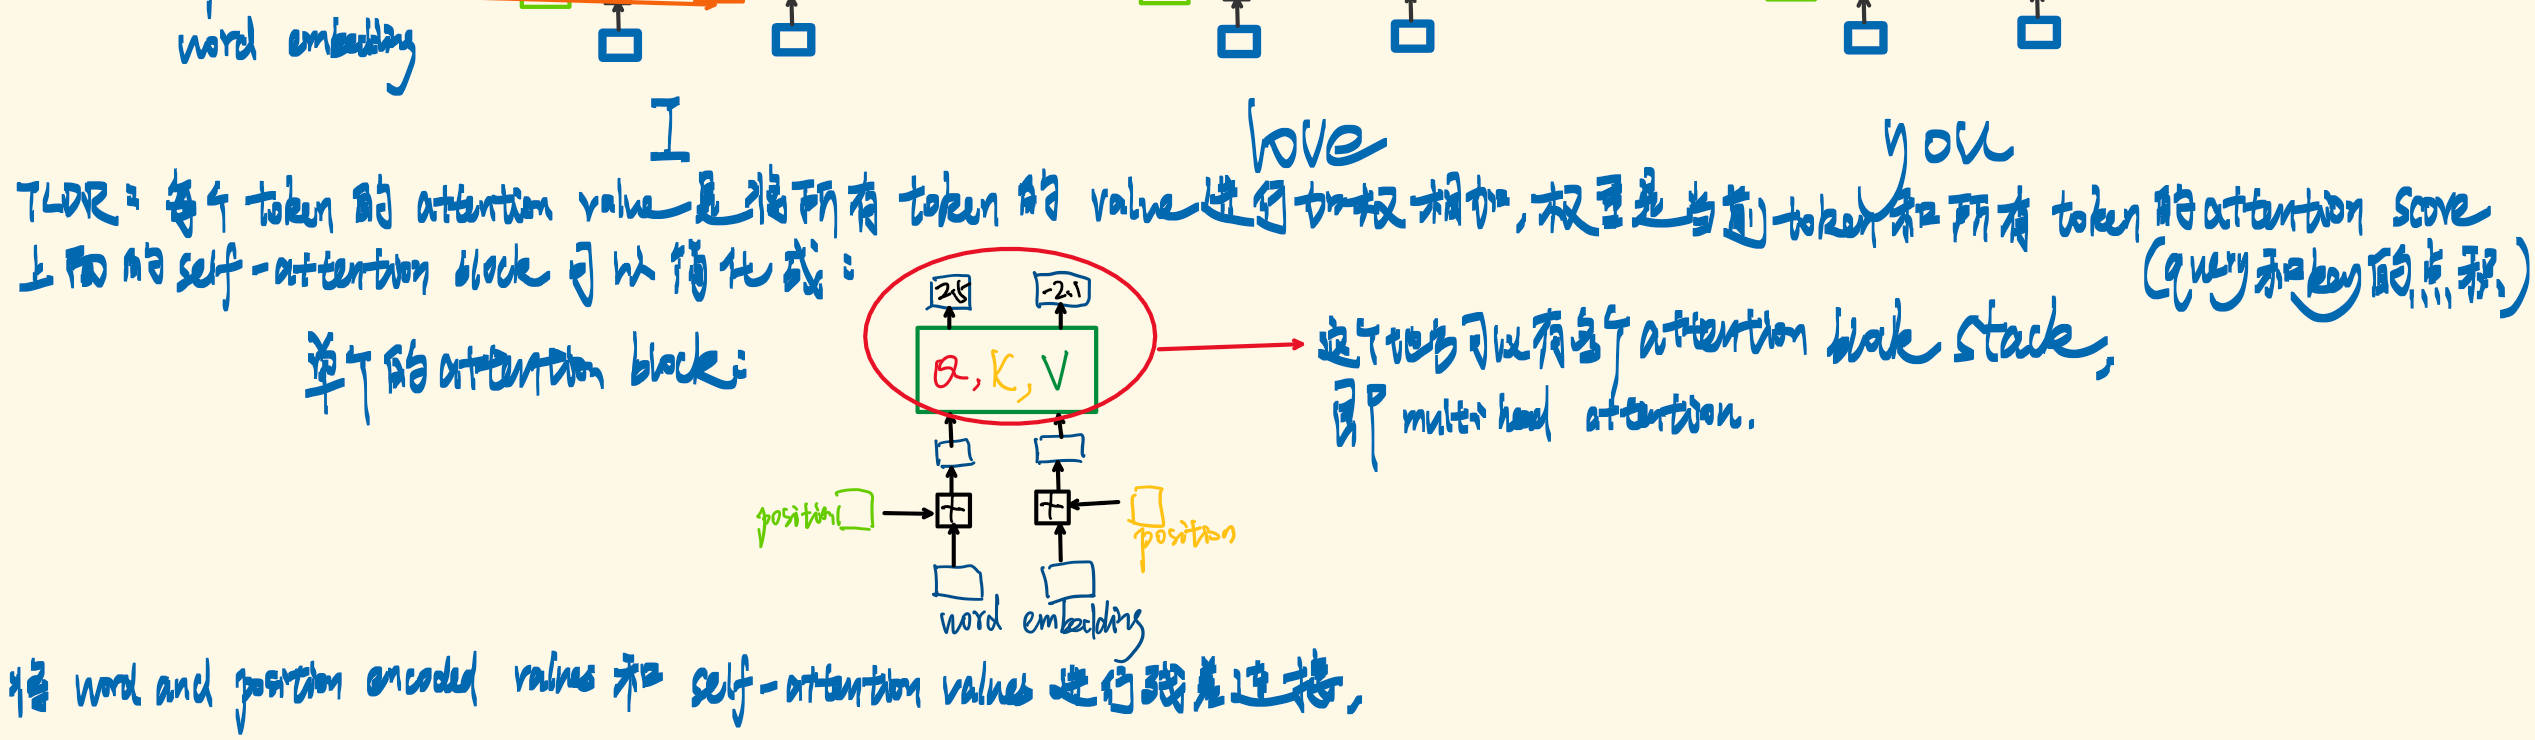 word embedding
I love you
TLDR: 每个 token 的 attention value 是将所有 token 的 value 进行加权相加, 权重是当前 token 和所有 token 的 attention score
(query 和 key 的点积)
上面的 self-attention block 可以简化成:
-2.1
单个的 attention block:
Q, K, V
这个地方可以有多个 attention block stack,
即 multi-head attention.
position
position
word embedding
将 word and position encoded values 和 self-attention values 进行残差连接,